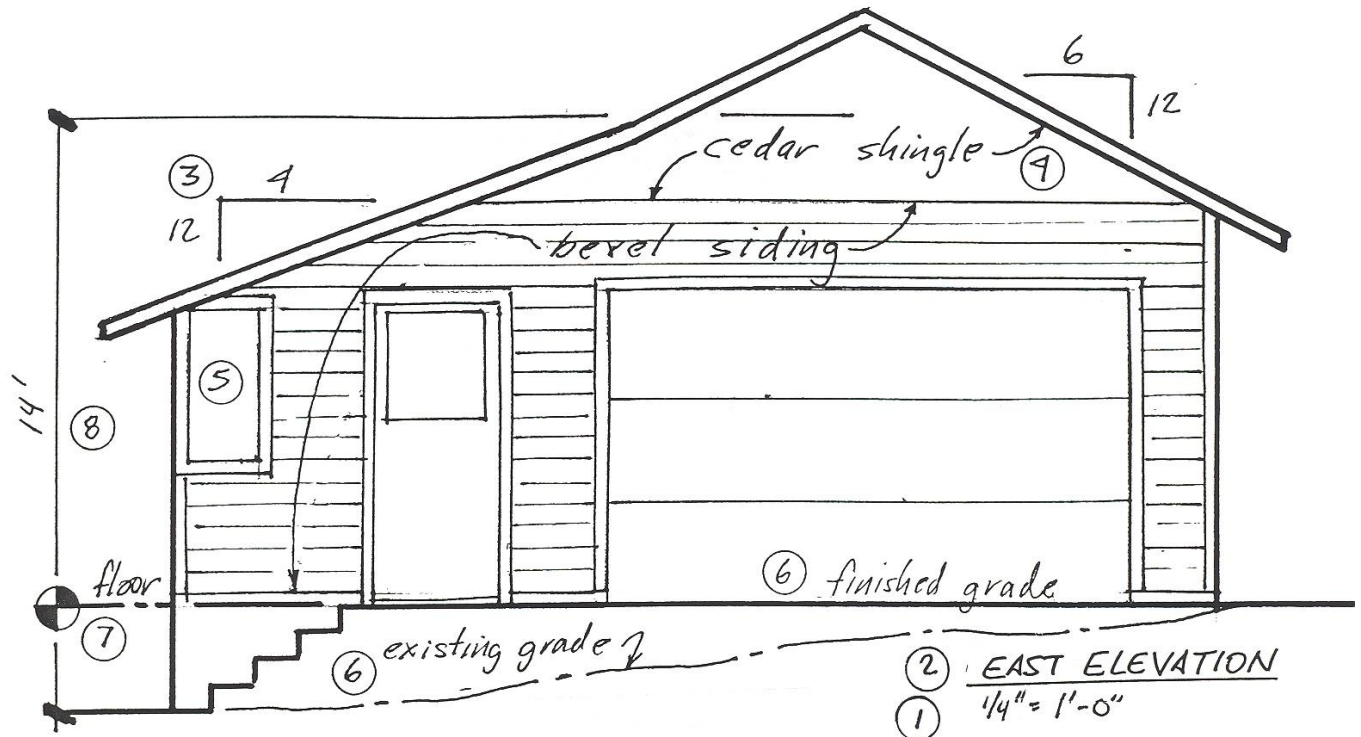 6
12
③ 4
12
cedar shingle
④
bevel siding
⑤
14'
⑧
floor
⑦
⑥ finished grade
⑥ existing grade
② EAST ELEVATION
① 1/4" = 1'-0"